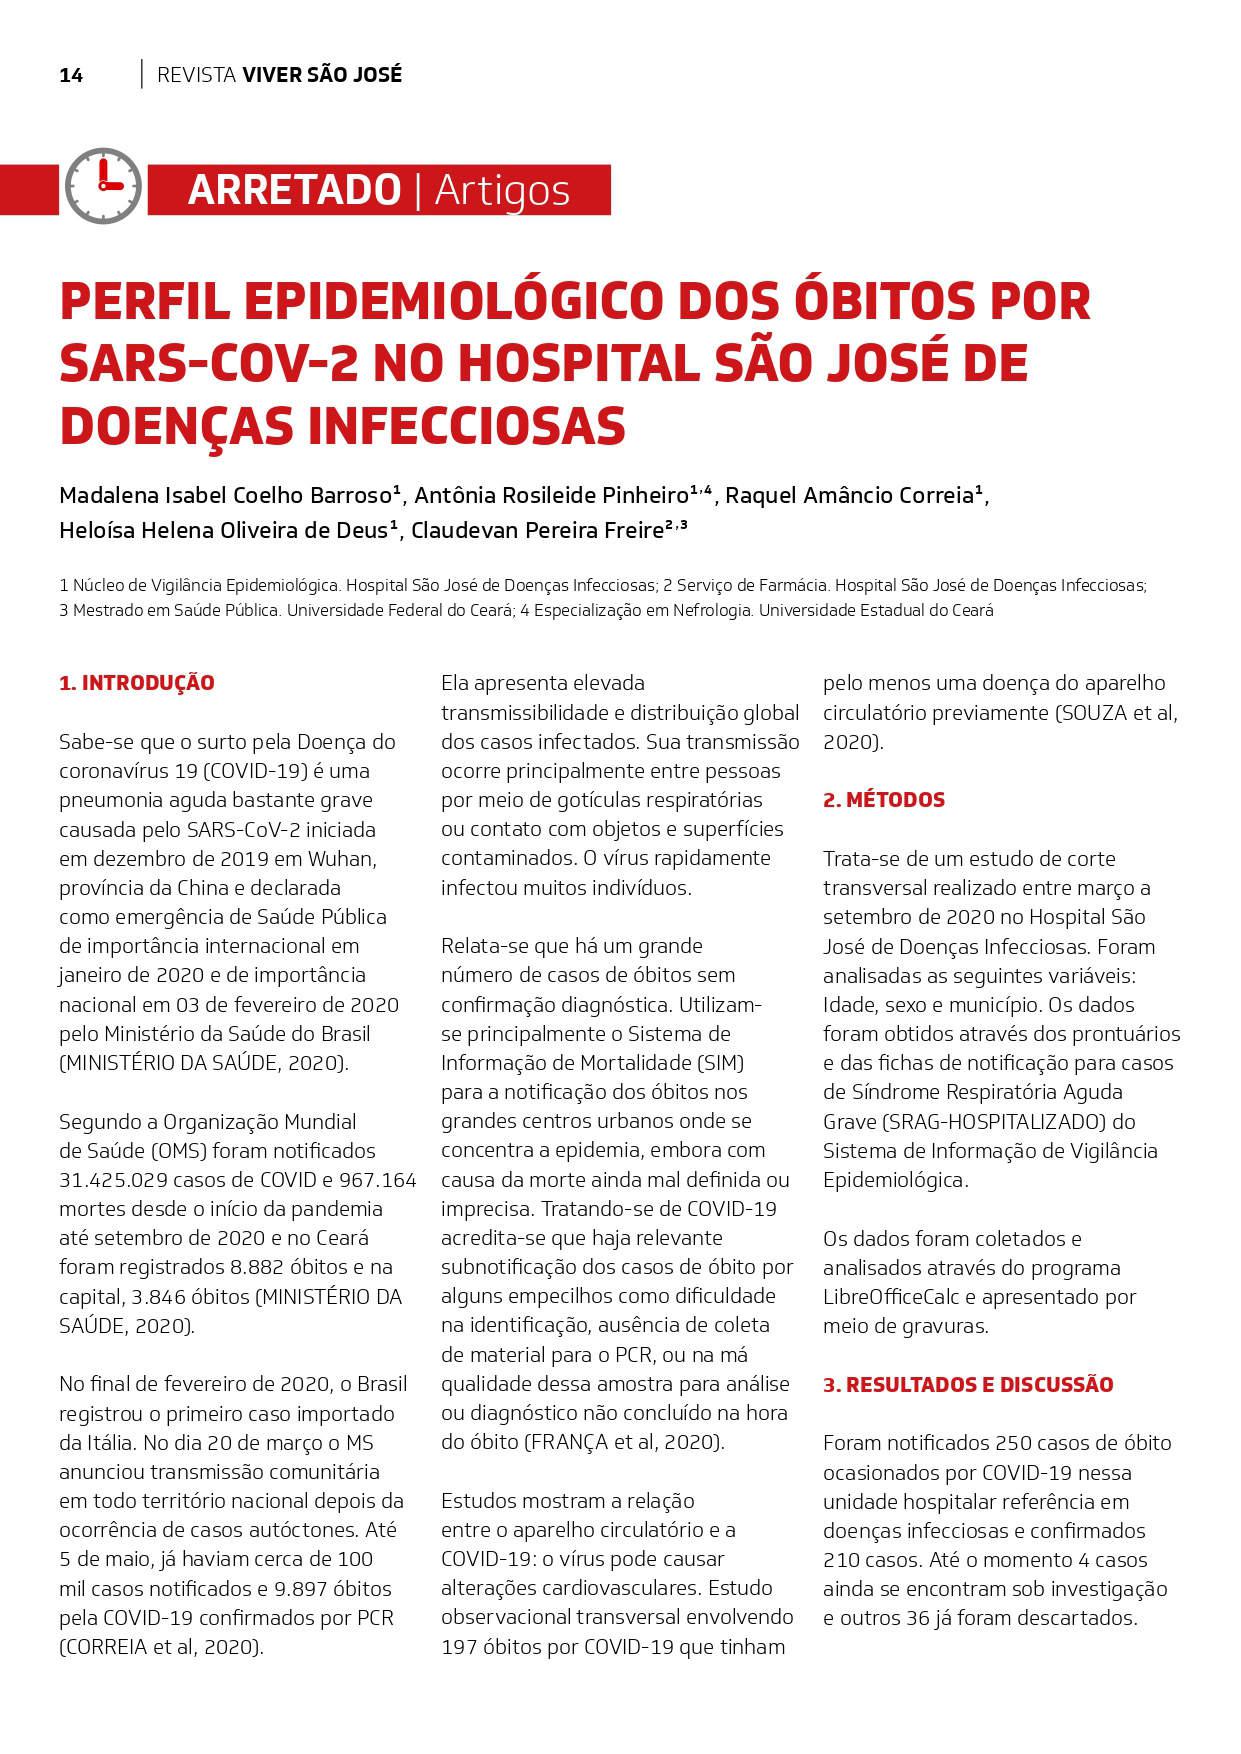 14
REVISTA VIVER SÃO JOSÉ
ARRETADO | Artigos
PERFIL EPIDEMIOLÓGICO DOS ÓBITOS POR
SARS-COV-2 NO HOSPITAL SÃO JOSÉ DE
DOENÇAS INFECCIOSAS
Madalena Isabel Coelho Barroso¹, Antônia Rosileide Pinheiro¹,⁴, Raquel Amâncio Correia¹,
Heloísa Helena Oliveira de Deus¹, Claudevan Pereira Freire²,³
1 Núcleo de Vigilância Epidemiológica. Hospital São José de Doenças Infecciosas; 2 Serviço de Farmácia. Hospital São José de Doenças Infecciosas;
3 Mestrado em Saúde Pública. Universidade Federal do Ceará; 4 Especialização em Nefrologia. Universidade Estadual do Ceará
1. INTRODUÇÃO
Sabe-se que o surto pela Doença do
coronavírus 19 (COVID-19) é uma
pneumonia aguda bastante grave
causada pelo SARS-CoV-2 iniciada
em dezembro de 2019 em Wuhan,
província da China e declarada
como emergência de Saúde Pública
de importância internacional em
janeiro de 2020 e de importância
nacional em 03 de fevereiro de 2020
pelo Ministério da Saúde do Brasil
(MINISTÉRIO DA SAÚDE, 2020).
Segundo a Organização Mundial
de Saúde (OMS) foram notificados
31.425.029 casos de COVID e 967.164
mortes desde o início da pandemia
até setembro de 2020 e no Ceará
foram registrados 8.882 óbitos e na
capital, 3.846 óbitos (MINISTÉRIO DA
SAÚDE, 2020).
No final de fevereiro de 2020, o Brasil
registrou o primeiro caso importado
da Itália. No dia 20 de março o MS
anunciou transmissão comunitária
em todo território nacional depois da
ocorrência de casos autóctones. Até
5 de maio, já haviam cerca de 100
mil casos notificados e 9.897 óbitos
pela COVID-19 confirmados por PCR
(CORREIA et al, 2020).
Ela apresenta elevada
transmissibilidade e distribuição global
dos casos infectados. Sua transmissão
ocorre principalmente entre pessoas
por meio de gotículas respiratórias
ou contato com objetos e superfícies
contaminados. O vírus rapidamente
infectou muitos indivíduos.
Relata-se que há um grande
número de casos de óbitos sem
confirmação diagnóstica. Utilizam-
se principalmente o Sistema de
Informação de Mortalidade (SIM)
para a notificação dos óbitos nos
grandes centros urbanos onde se
concentra a epidemia, embora com
causa da morte ainda mal definida ou
imprecisa. Tratando-se de COVID-19
acredita-se que haja relevante
subnotificação dos casos de óbito por
alguns empecilhos como dificuldade
na identificação, ausência de coleta
de material para o PCR, ou na má
qualidade dessa amostra para análise
ou diagnóstico não concluído na hora
do óbito (FRANÇA et al, 2020).
Estudos mostram a relação
entre o aparelho circulatório e a
COVID-19: o vírus pode causar
alterações cardiovasculares. Estudo
observacional transversal envolvendo
197 óbitos por COVID-19 que tinham
pelo menos uma doença do aparelho
circulatório previamente (SOUZA et al,
2020).
2. MÉTODOS
Trata-se de um estudo de corte
transversal realizado entre março a
setembro de 2020 no Hospital São
José de Doenças Infecciosas. Foram
analisadas as seguintes variáveis:
Idade, sexo e município. Os dados
foram obtidos através dos prontuários
e das fichas de notificação para casos
de Síndrome Respiratória Aguda
Grave (SRAG-HOSPITALIZADO) do
Sistema de Informação de Vigilância
Epidemiológica.
Os dados foram coletados e
analisados através do programa
LibreOfficeCalc e apresentado por
meio de gravuras.
3. RESULTADOS E DISCUSSÃO
Foram notificados 250 casos de óbito
ocasionados por COVID-19 nessa
unidade hospitalar referência em
doenças infecciosas e confirmados
210 casos. Até o momento 4 casos
ainda se encontram sob investigação
e outros 36 já foram descartados.